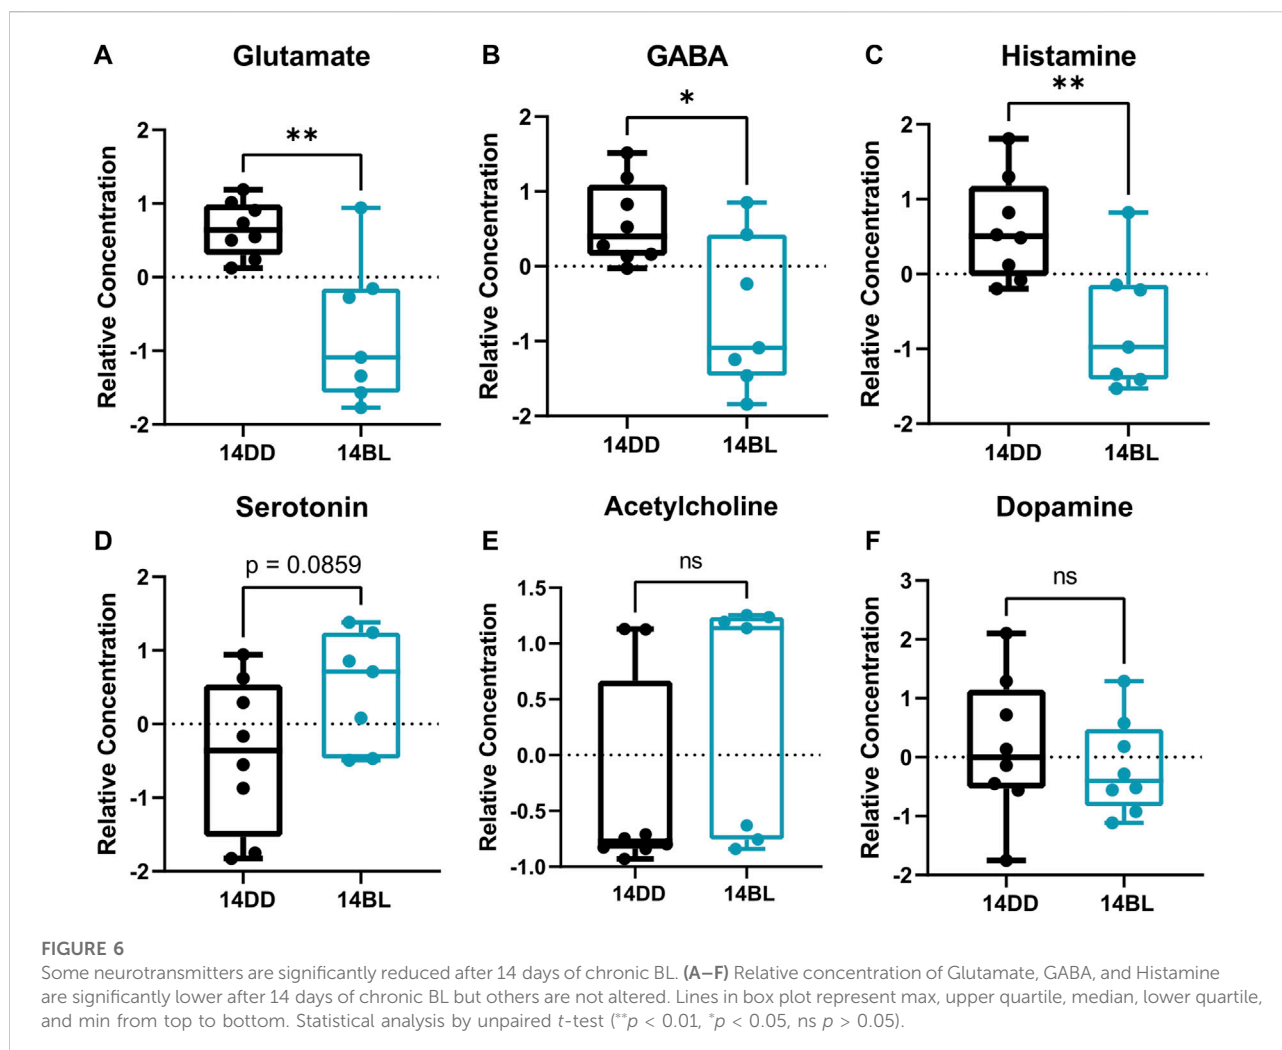 A
Glutamate
**
Relative Concentration
2
1
0
-1
-2
14DD
14BL
B
GABA
*
Relative Concentration
2
1
0
-1
-2
14DD
14BL
C
Histamine
**
Relative Concentration
2
1
0
-1
-2
14DD
14BL
D
Serotonin
p = 0.0859
Relative Concentration
2
1
0
-1
-2
14DD
14BL
E
Acetylcholine
ns
Relative Concentration
1.5
1.0
0.5
0.0
-0.5
-1.0
14DD
14BL
F
Dopamine
ns
Relative Concentration
3
2
1
0
-1
-2
14DD
14BL
FIGURE 6
Some neurotransmitters are significantly reduced after 14 days of chronic BL. (A–F) Relative concentration of Glutamate, GABA, and Histamine
are significantly lower after 14 days of chronic BL but others are not altered. Lines in box plot represent max, upper quartile, median, lower quartile,
and min from top to bottom. Statistical analysis by unpaired t-test (**p < 0.01, *p < 0.05, ns p > 0.05).